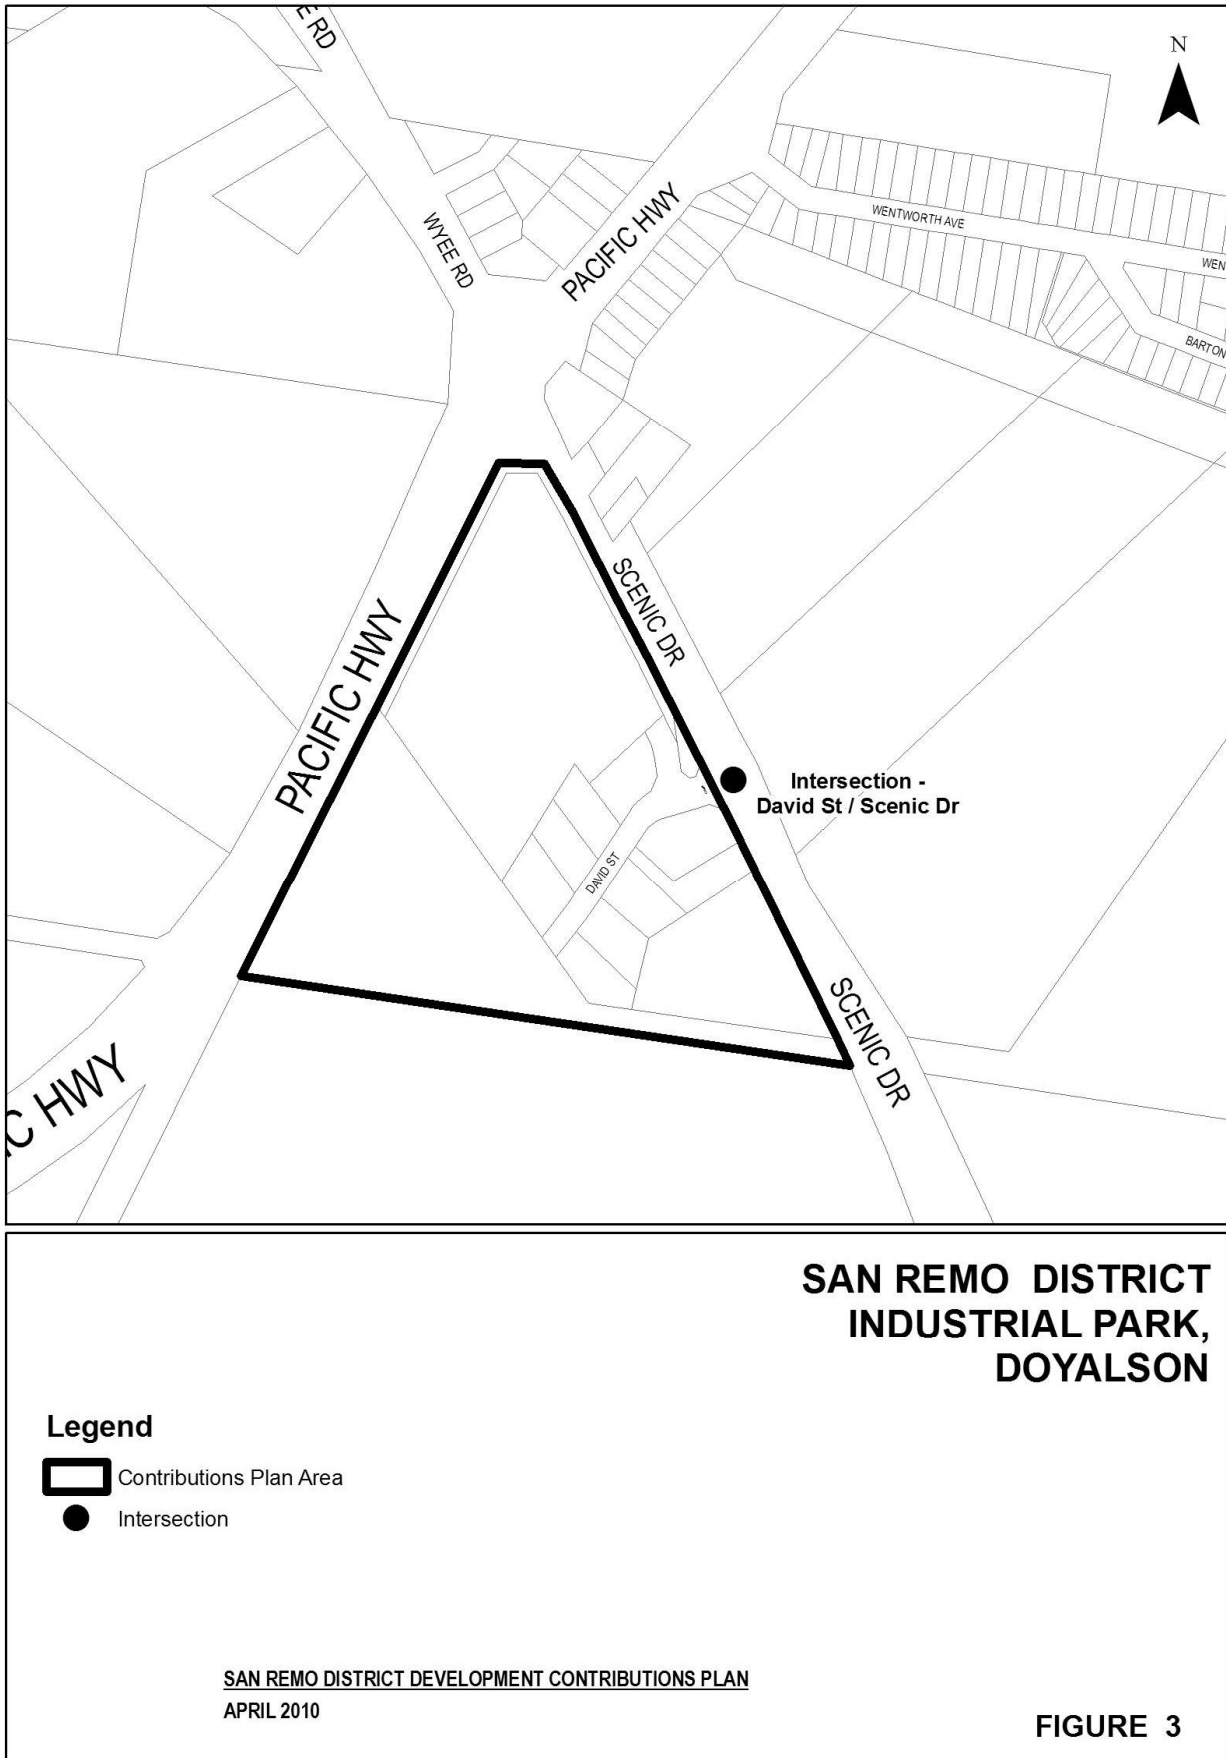 E RD
N
WYEE RD
PACIFIC HWY
WENTWORTH AVE
WEN
BARTON
SCENIC DR
PACIFIC HWY
Intersection -
David St / Scenic Dr
DAVID ST
SCENIC DR
IC HWY
SAN REMO DISTRICT
INDUSTRIAL PARK,
DOYALSON
Legend
Contributions Plan Area
Intersection
SAN REMO DISTRICT DEVELOPMENT CONTRIBUTIONS PLAN
APRIL 2010
FIGURE 3